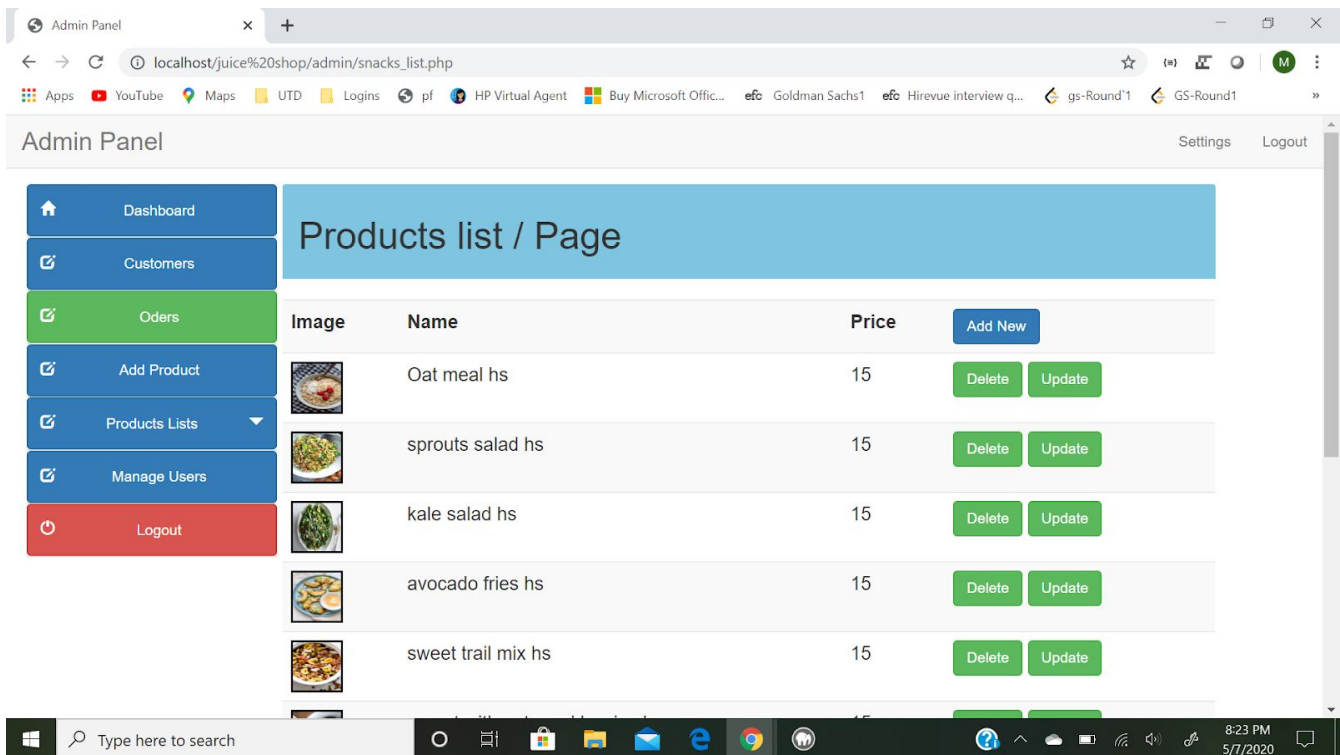 Admin Panel
localhost/juice%20shop/admin/snacks_list.php
M
Apps YouTube Maps UTD Logins pf HP Virtual Agent Buy Microsoft Offic... efc Goldman Sachs1 efc Hirevue interview q... gs-Round`1 GS-Round1 »
Admin Panel Settings Logout
Dashboard
Customers
Oders
Add Product
Products Lists
Manage Users
Logout
Products list / Page
Image Name Price Add New
Oat meal hs 15 Delete Update
sprouts salad hs 15 Delete Update
kale salad hs 15 Delete Update
avocado fries hs 15 Delete Update
sweet trail mix hs 15 Delete Update
Type here to search
8:23 PM
5/7/2020